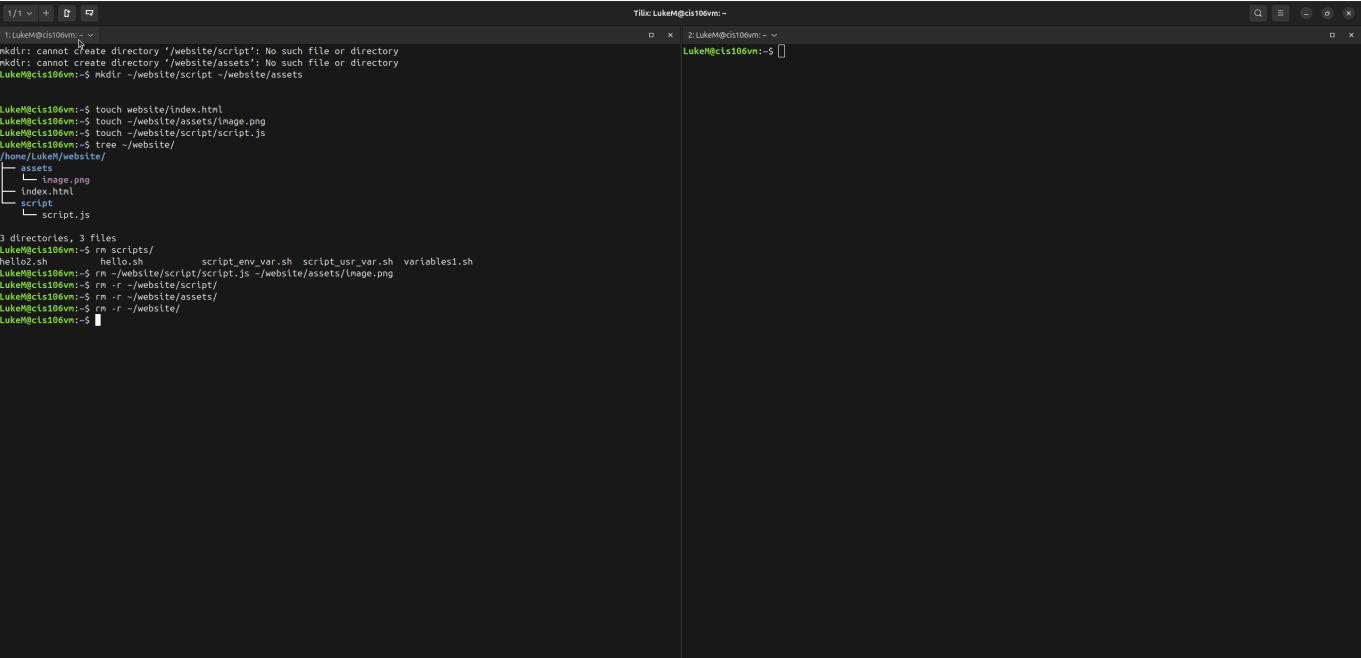 1 / 1
Tilix: LukeM@cis106vm: ~
1: LukeM@cis106vm: ~
mkdir: cannot create directory ‘/website/script’: No such file or directory
mkdir: cannot create directory ‘/website/assets’: No such file or directory
LukeM@cis106vm:~$ mkdir ~/website/script ~/website/assets
LukeM@cis106vm:~$ touch website/index.html
LukeM@cis106vm:~$ touch ~/website/assets/image.png
LukeM@cis106vm:~$ touch ~/website/script/script.js
LukeM@cis106vm:~$ tree ~/website/
/home/LukeM/website/
├── assets
│   └── image.png
├── index.html
└── script
    └── script.js
3 directories, 3 files
LukeM@cis106vm:~$ rm scripts/
hello2.sh hello.sh script_env_var.sh script_usr_var.sh variables1.sh
LukeM@cis106vm:~$ rm ~/website/script/script.js ~/website/assets/image.png
LukeM@cis106vm:~$ rm -r ~/website/script/
LukeM@cis106vm:~$ rm -r ~/website/assets/
LukeM@cis106vm:~$ rm -r ~/website/
LukeM@cis106vm:~$
2: LukeM@cis106vm: ~
LukeM@cis106vm:~$